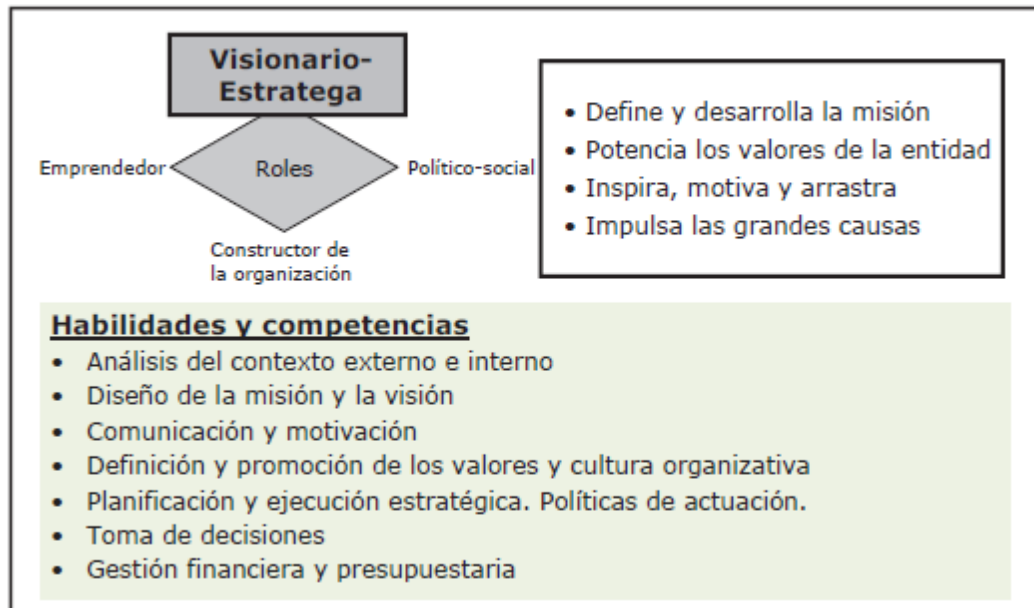 Visionario-
Estratega
Emprendedor
Roles
Político-social
Constructor de
la organización
• Define y desarrolla la misión
• Potencia los valores de la entidad
• Inspira, motiva y arrastra
• Impulsa las grandes causas
Habilidades y competencias
• Análisis del contexto externo e interno
• Diseño de la misión y la visión
• Comunicación y motivación
• Definición y promoción de los valores y cultura organizativa
• Planificación y ejecución estratégica. Políticas de actuación.
• Toma de decisiones
• Gestión financiera y presupuestaria